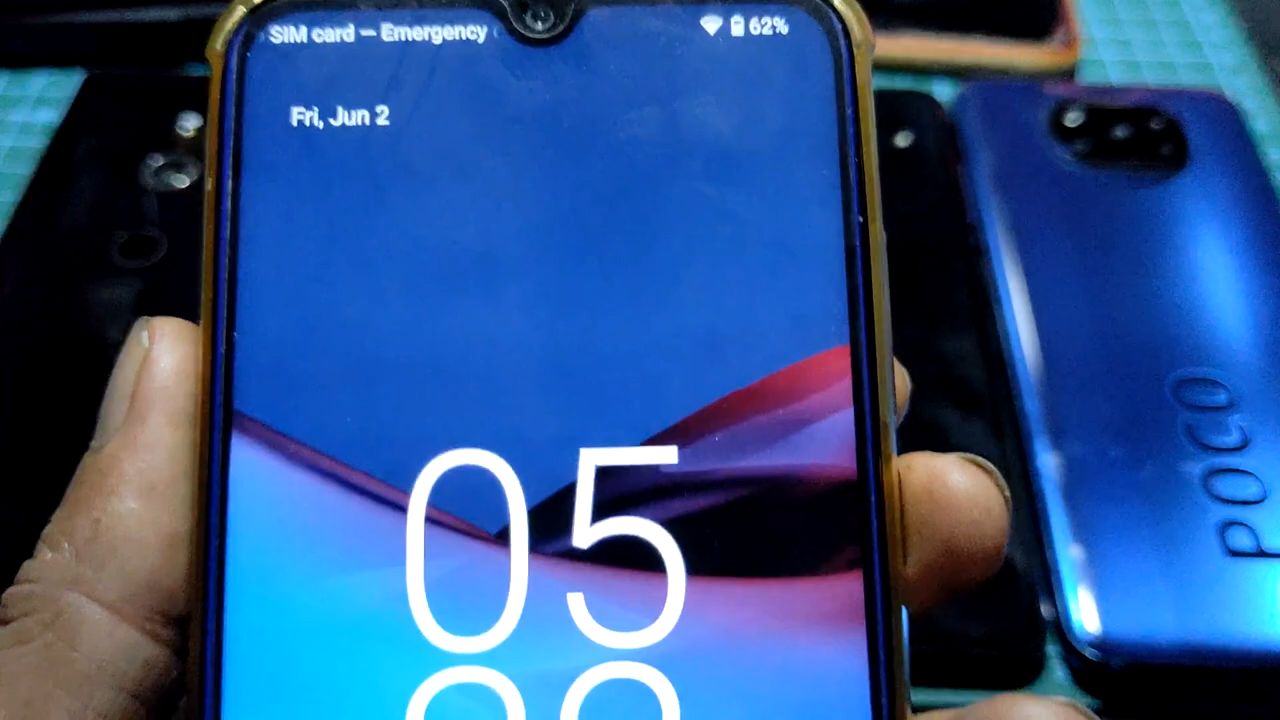 SIM card — Emergency
62%
Fri, Jun 2
05
POCO